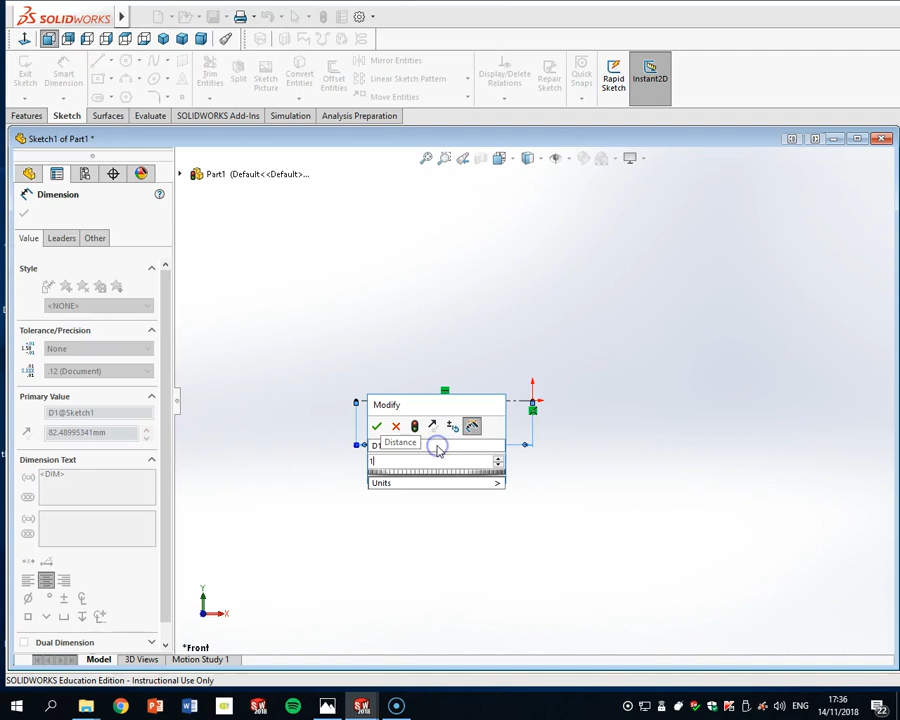 SOLIDWORKS
Exit Sketch
Smart Dimension
Trim Entities
Split
Sketch Picture
Convert Entities
Offset Entities
Mirror Entities
Linear Sketch Pattern
Move Entities
Display/Delete Relations
Repair Sketch
Quick Snaps
Rapid Sketch
Instant2D
Features
Sketch
Surfaces
Evaluate
SOLIDWORKS Add-Ins
Simulation
Analysis Preparation
Sketch1 of Part1 *
Part1 (Default<<Default>...
Dimension
Value
Leaders
Other
Style
<NONE>
Tolerance/Precision
None
.12 (Document)
Primary Value
D1@Sketch1
82.48995341mm
Dimension Text
<DIM>
Dual Dimension
Modify
D1
Distance
1
Units >
Y
X
*Front
Model
3D Views
Motion Study 1
SOLIDWORKS Education Edition - Instructional Use Only
ENG
17:36
14/11/2018
22